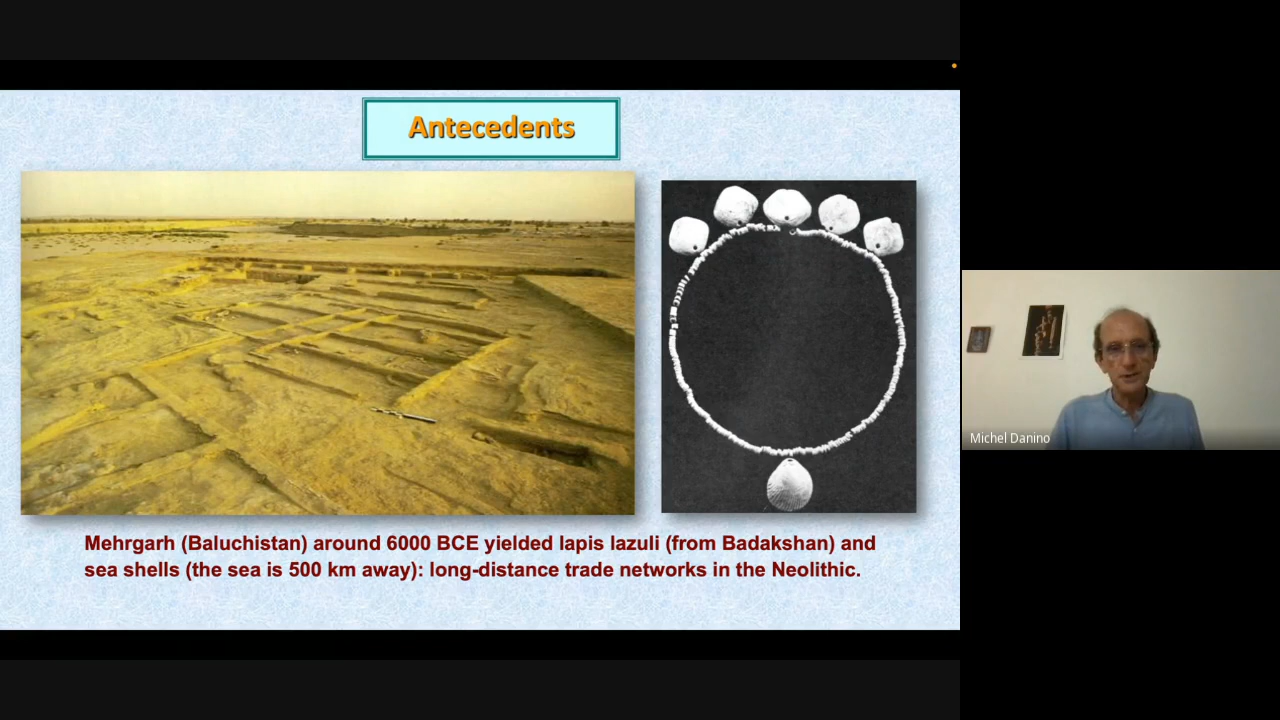 Antecedents
Mehrgarh (Baluchistan) around 6000 BCE yielded lapis lazuli (from Badakshan) and
sea shells (the sea is 500 km away): long-distance trade networks in the Neolithic.
Michel Danino